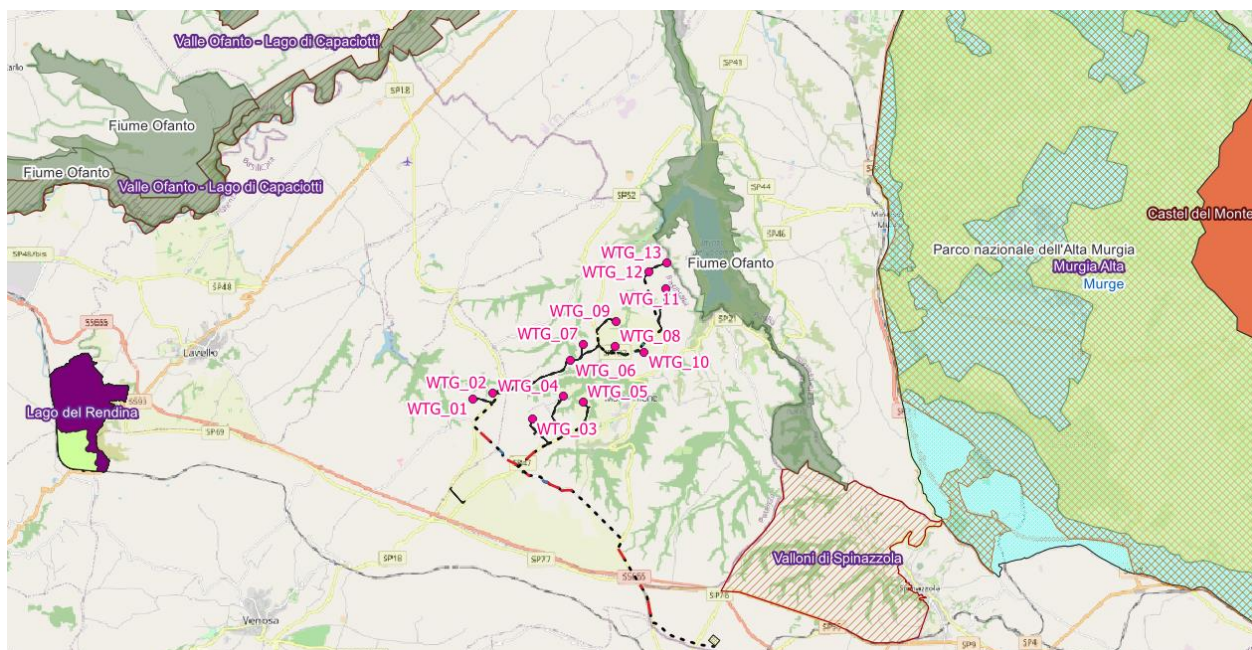 Valle Ofanto - Lago di Capaciotti
SP18
SP43
Fiume Ofanto
Fiume Ofanto
Valle Ofanto - Lago di Capaciotti
SP52
SP44
SP46
Castel del Monte
Parco nazionale dell'Alta Murgia
Murgia Alta
Murge
Fiume Ofanto
WTG_13
WTG_12
WTG_11
WTG_09
WTG_07
WTG_08
WTG_10
WTG_06
WTG_02
WTG_04
WTG_05
WTG_01
WTG_03
SP48
SP21
Lavello
Lago del Rendina
SP69
SP77
SP18
Valloni di Spinazzola
Spinazzola
Venosa
SP9
SP4